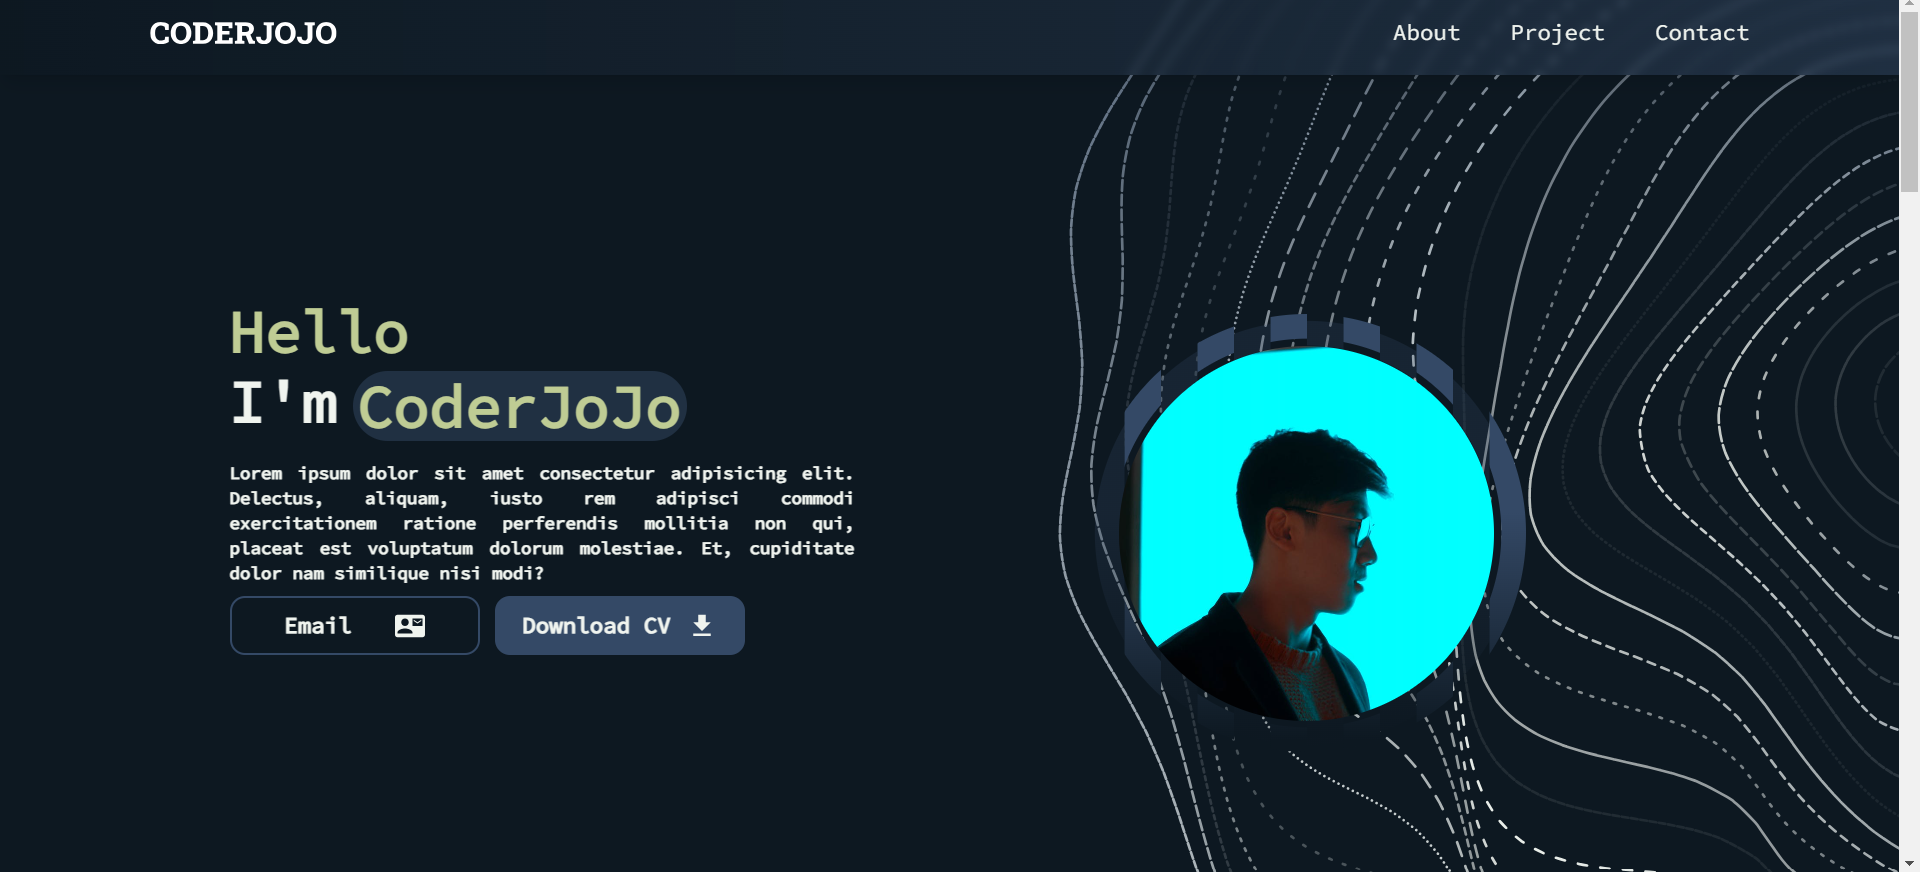 CODERJOJO
About Project Contact
Hello
I'm CoderJoJo
Lorem ipsum dolor sit amet consectetur adipisicing elit.
Delectus, aliquam, iusto rem adipisci commodi
exercitationem ratione perferendis mollitia non qui,
placeat est voluptatum dolorum molestiae. Et, cupiditate
dolor nam similique nisi modi?
Email
Download CV